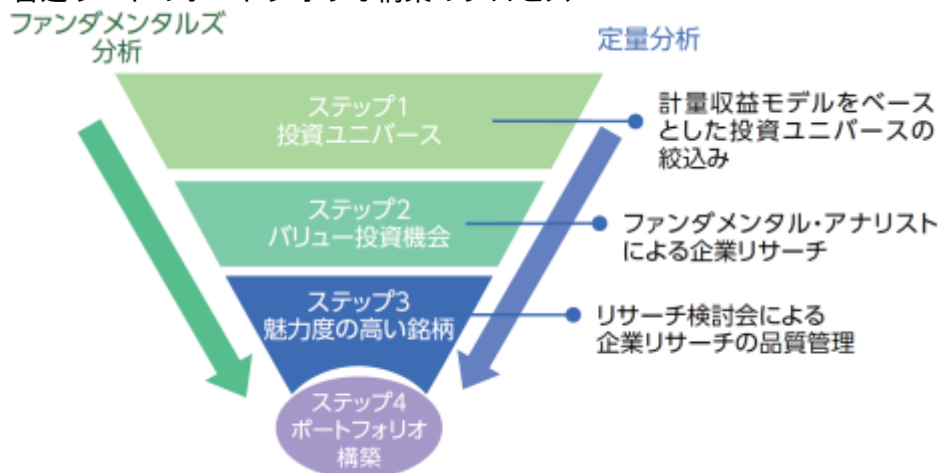 ファンダメンタルズ
分析
定量分析
ステップ1
投資ユニバース
計量収益モデルをベース
とした投資ユニバースの
絞込み
ステップ2
バリュー投資機会
ファンダメンタル・アナリスト
による企業リサーチ
ステップ3
魅力度の高い銘柄
リサーチ検討会による
企業リサーチの品質管理
ステップ4
ポートフォリオ
構築